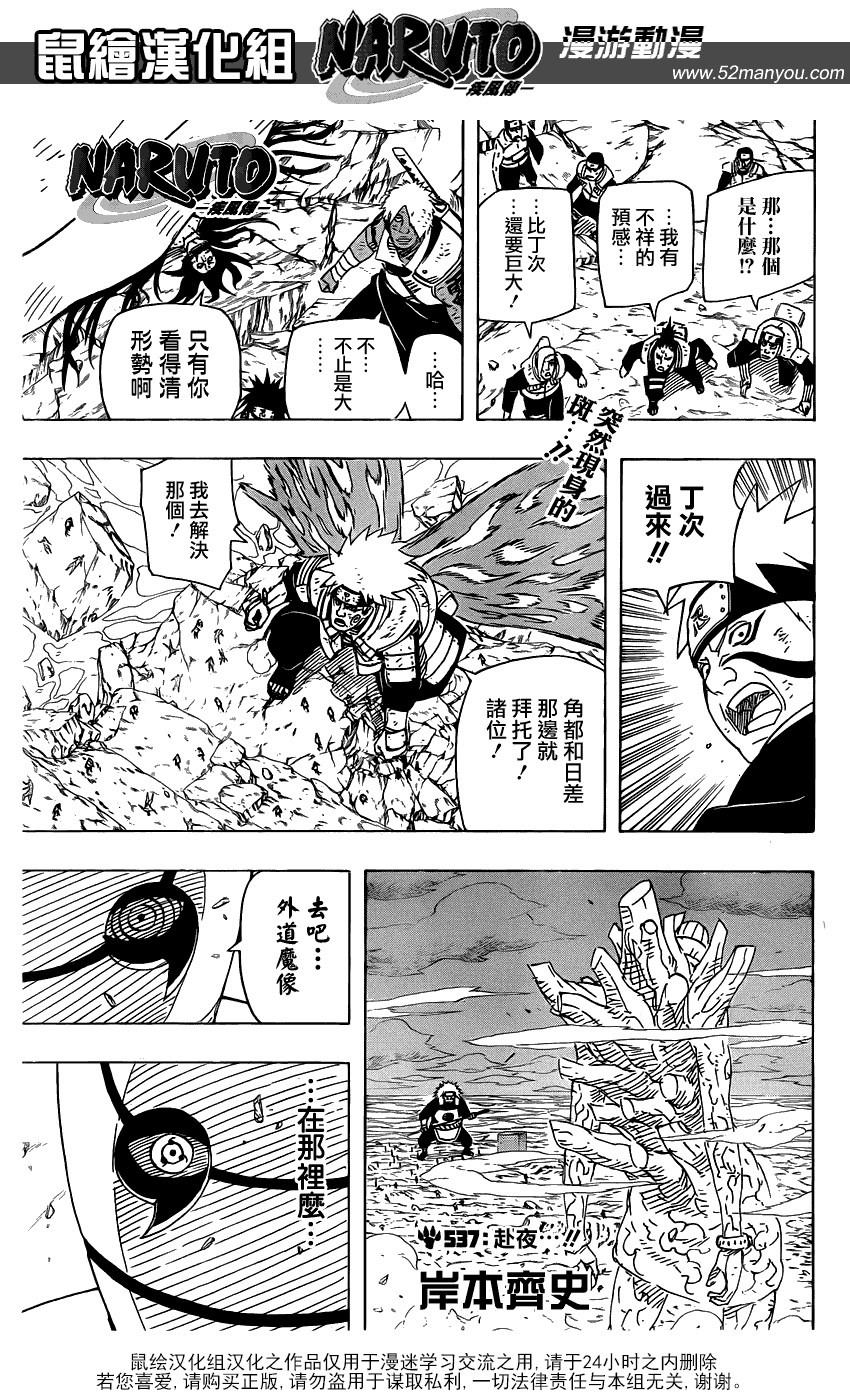 鼠繪漢化組
NARUTO
疾風傳
漫游動漫
www.52manyou.com
那…那個
是什麼!?
…我有
不祥的
預感…
…比丁次
…還要巨大!
…哈…
不…
不止是大
……
只有你
看得清
形勢啊
NARUTO
疾風傳
突然現身的
斑…!!
丁次
過來!!
我去解決
那個!
角都和日差
那邊就
拜托了!
諸位!
去吧…
外道魔像
…在那裡麼…
537:赴夜…!!
岸本齊史
鼠绘汉化组汉化之作品仅用于漫迷学习交流之用,请于24小时之内删除
若您喜爱,请购买正版,请勿盗用于谋取私利,一切法律责任与本组无关,谢谢。